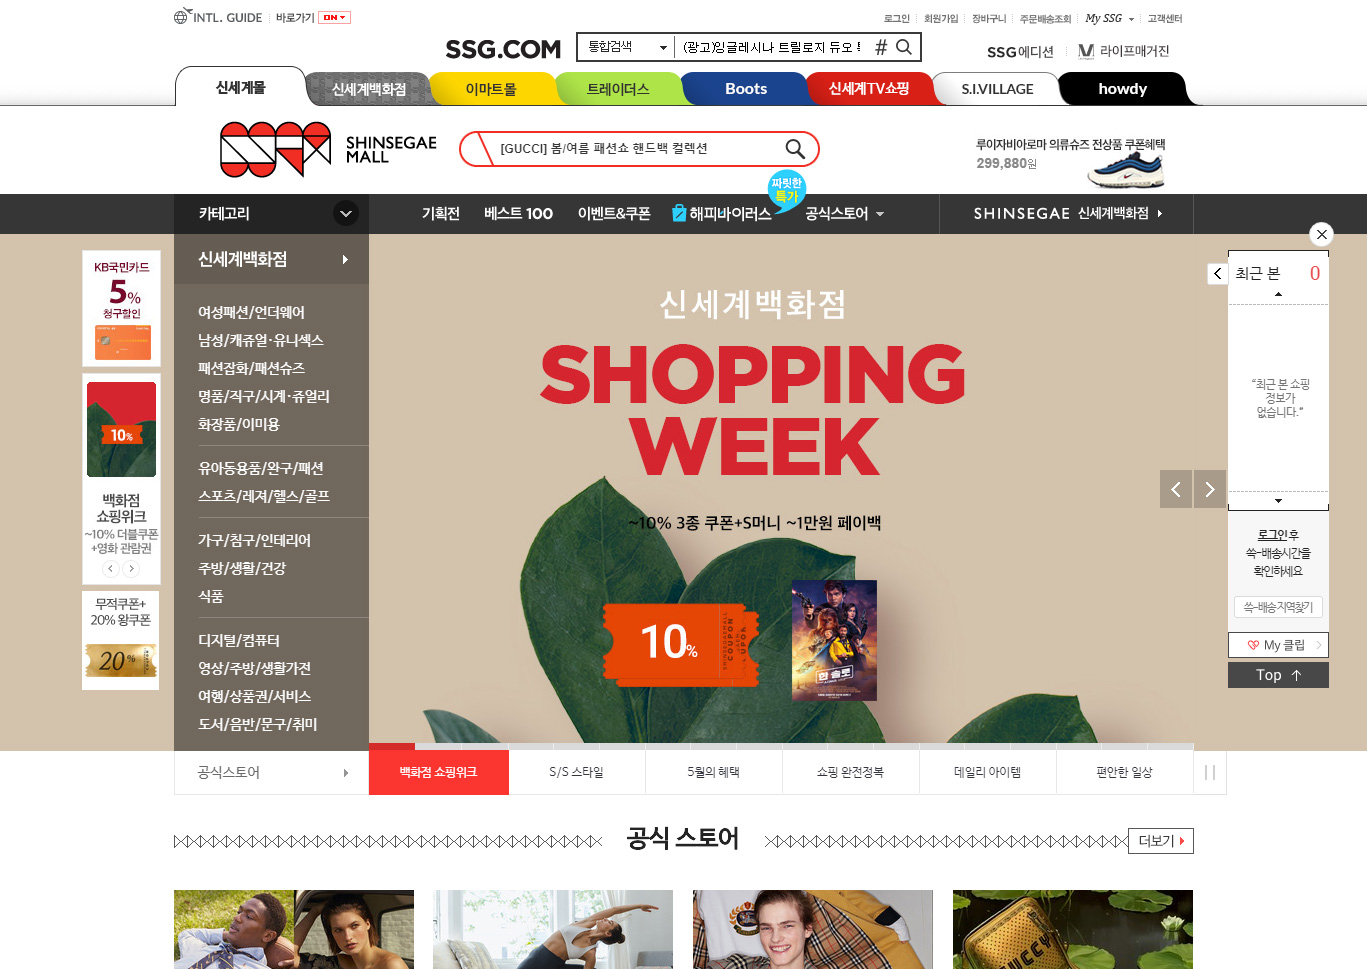 INTL. GUIDE 바로가기 ON
로그인 회원가입 장바구니 주문배송조회 My SSG 고객센터
SSG.COM 통합검색 (광고)잉글레시나 트릴로지 듀오 !
SSG에디션 라이프매거진
신세계몰 신세계백화점 이마트몰 트레이더스 Boots 신세계TV쇼핑 S.I.VILLAGE howdy
SHINSEGAE
MALL
[GUCCI] 봄/여름 패션쇼 핸드백 컬렉션
루이자비아로마 의류슈즈 전상품 쿠폰혜택
299,880원
짜릿한
특가
카테고리 기획전 베스트 100 이벤트&쿠폰 해피바이러스 공식스토어 SHINSEGAE 신세계백화점
KB국민카드
5%
청구할인
10%
백화점
쇼핑위크
~10% 더블쿠폰
+영화 관람권
무적쿠폰+
20% 왕쿠폰
20%
신세계백화점
여성패션/언더웨어
남성/캐쥬얼·유니섹스
패션잡화/패션슈즈
명품/직구/시계·쥬얼리
화장품/이미용
유아동용품/완구/패션
스포츠/레져/헬스/골프
가구/침구/인테리어
주방/생활/건강
식품
디지털/컴퓨터
영상/주방/생활가전
여행/상품권/서비스
도서/음반/문구/취미
공식스토어
신세계백화점
SHOPPING
WEEK
~10% 3종 쿠폰+S머니 ~1만원 페이백
10%
COUPON
한 솔로
최근 본 0
“최근 본 쇼핑
정보가
없습니다.”
로그인 후
쓱-배송시간을
확인하세요
쓱-배송 지역찾기
My 클립
Top
백화점 쇼핑위크 S/S 스타일 5월의 혜택 쇼핑 완전정복 데일리 아이템 편안한 일상
공식 스토어
더보기